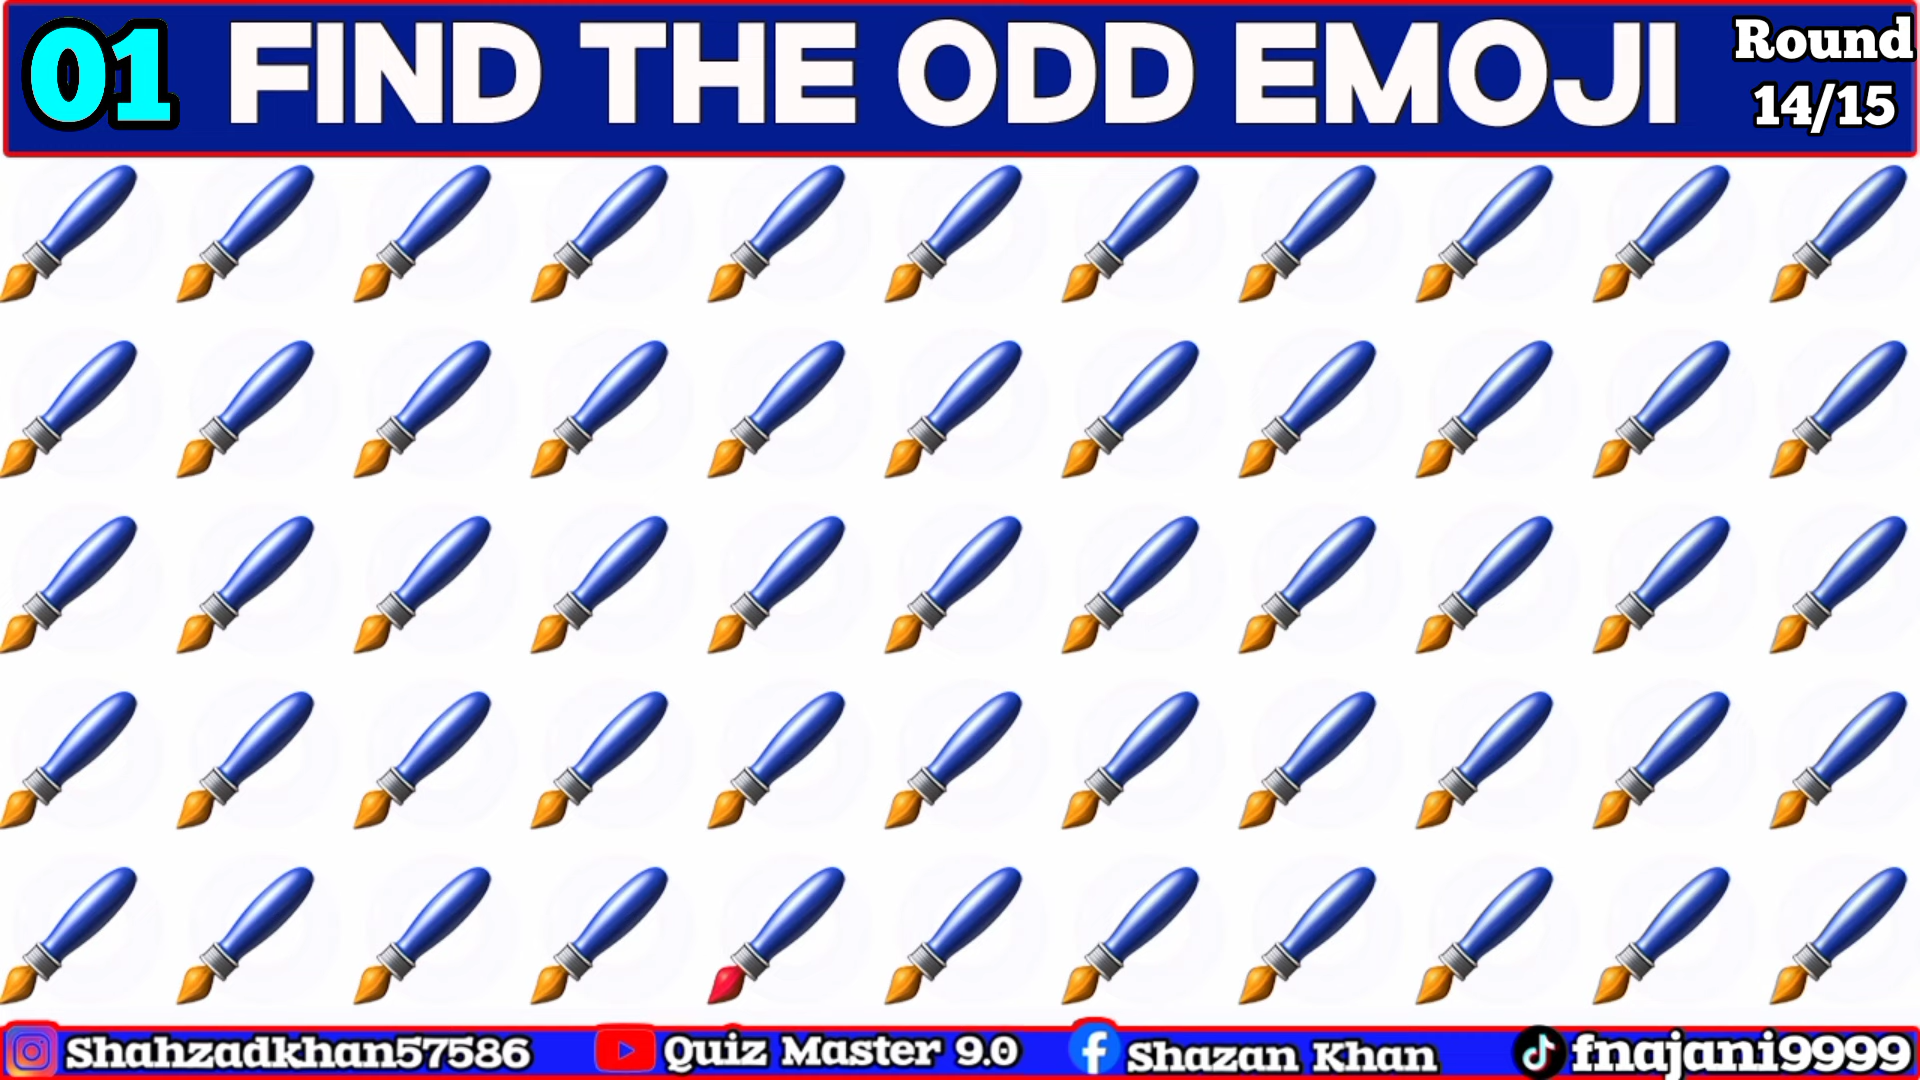 01 FIND THE ODD EMOJI
Round
14/15
Shahzadkhan57586
Quiz Master 9.0
Shazan Khan
fnajani9999